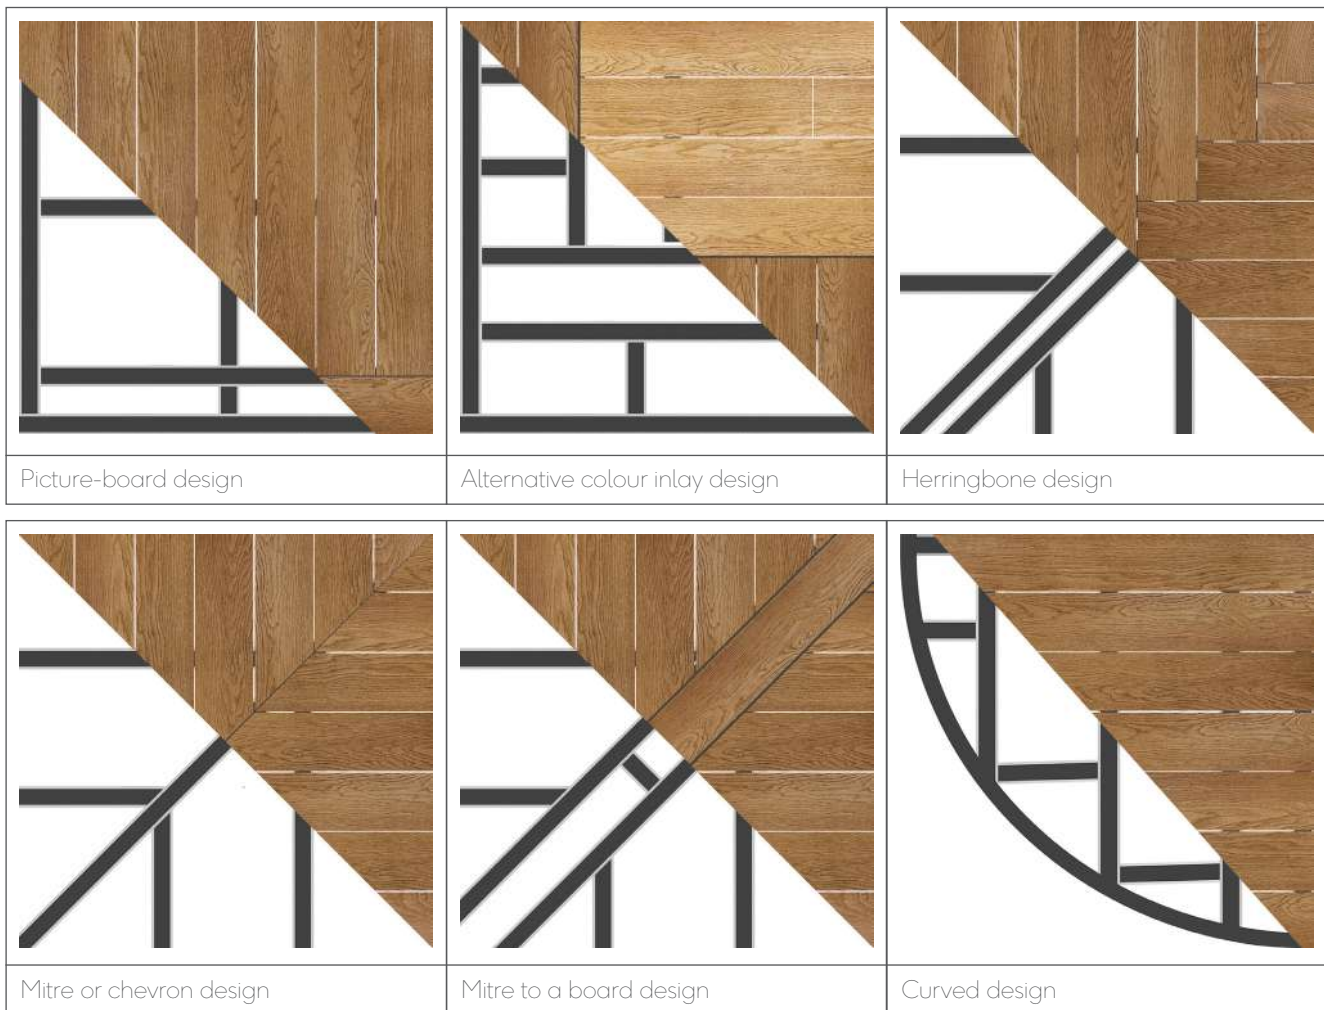 Picture-board design
Alternative colour inlay design
Herringbone design
Mitre or chevron design
Mitre to a board design
Curved design